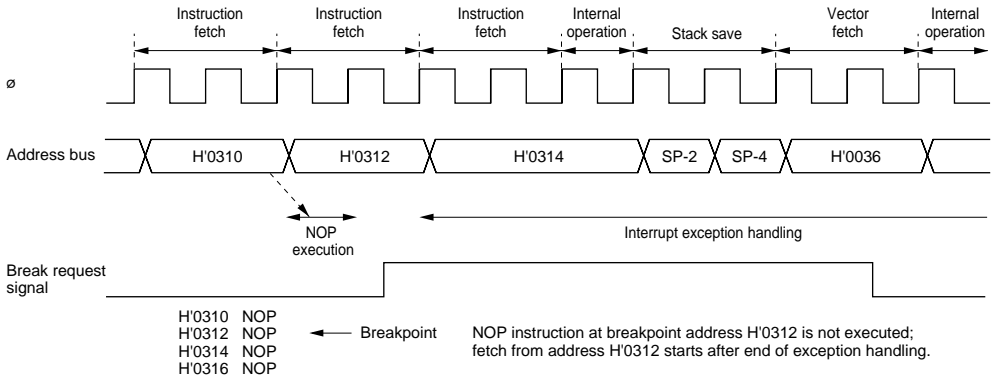 Instruction fetch
Instruction fetch
Instruction fetch
Internal operation
Stack save
Vector fetch
Internal operation
ø
Address bus
H'0310
H'0312
H'0314
SP-2
SP-4
H'0036
NOP execution
Interrupt exception handling
Break request signal
H'0310 NOP
H'0312 NOP
H'0314 NOP
H'0316 NOP
Breakpoint
NOP instruction at breakpoint address H'0312 is not executed;
fetch from address H'0312 starts after end of exception handling.